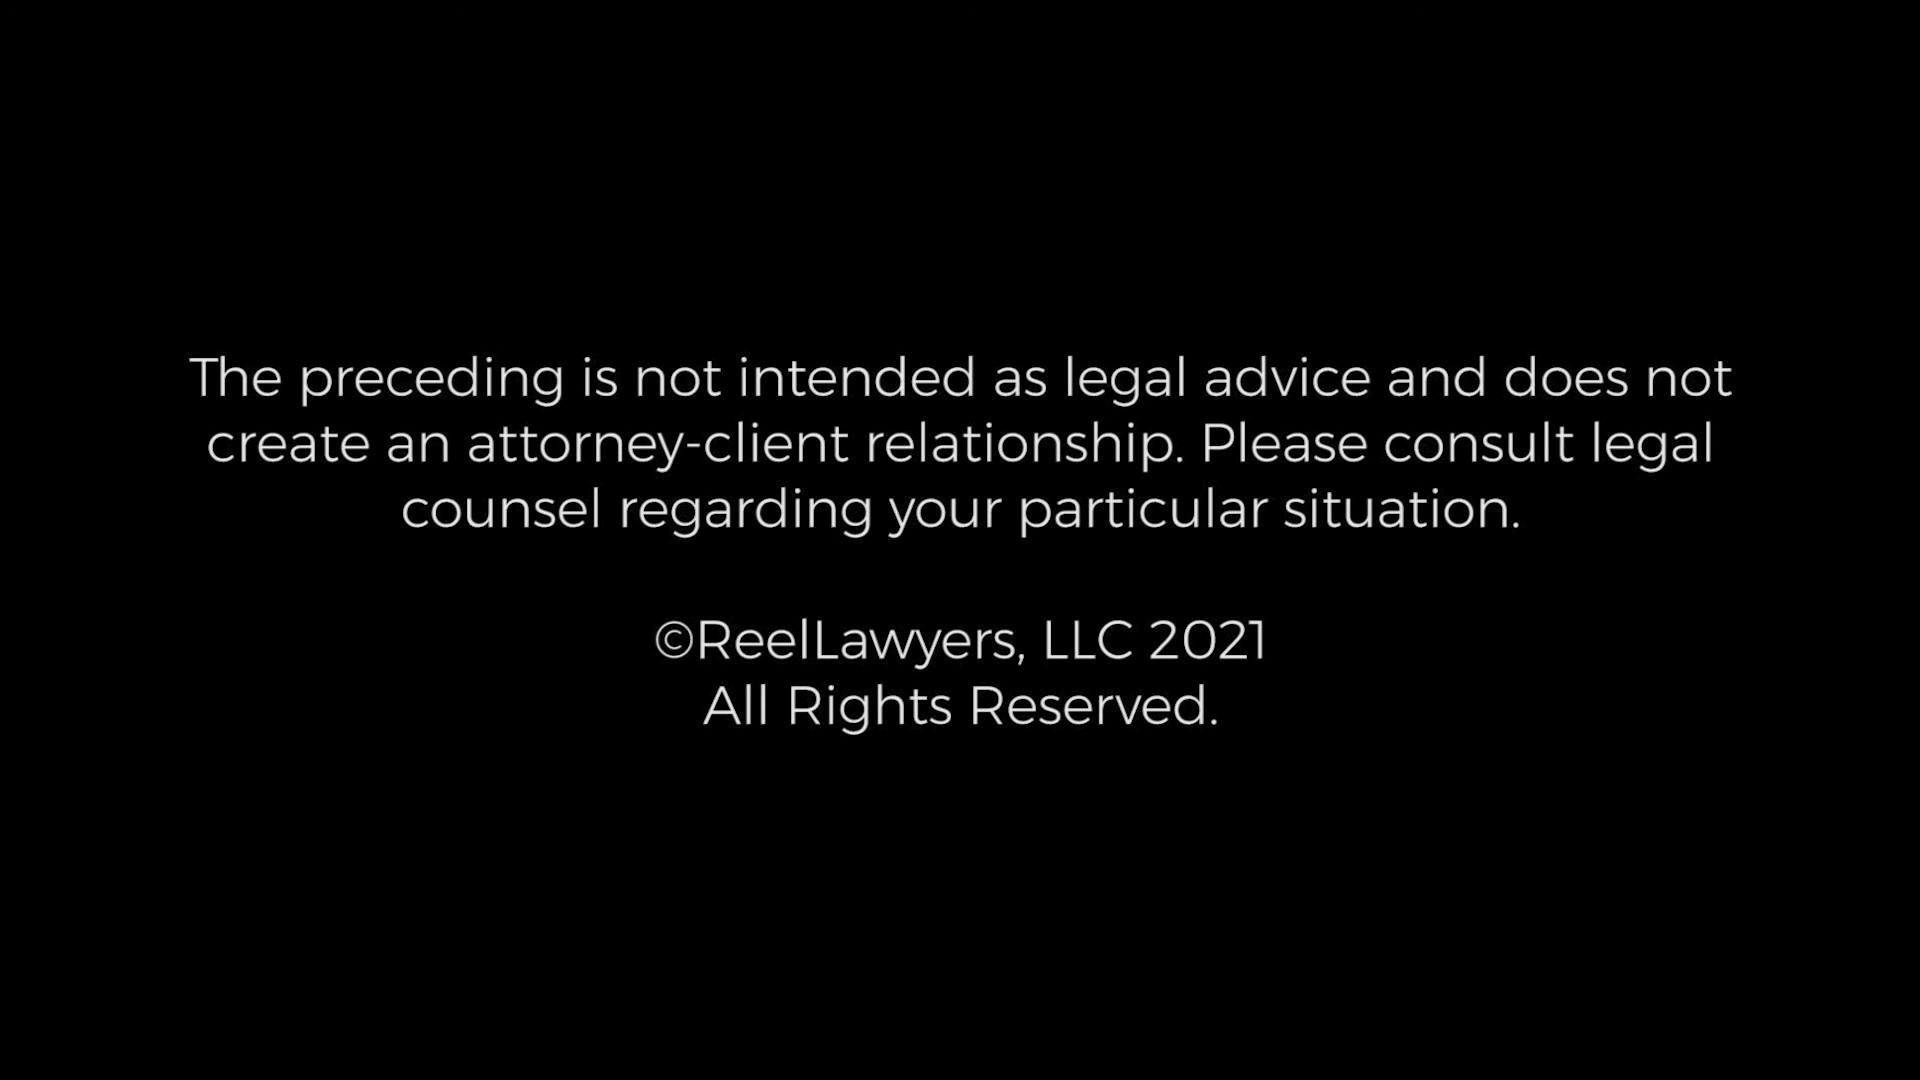 The preceding is not intended as legal advice and does not
create an attorney-client relationship. Please consult legal
counsel regarding your particular situation.
©ReelLawyers, LLC 2021
All Rights Reserved.